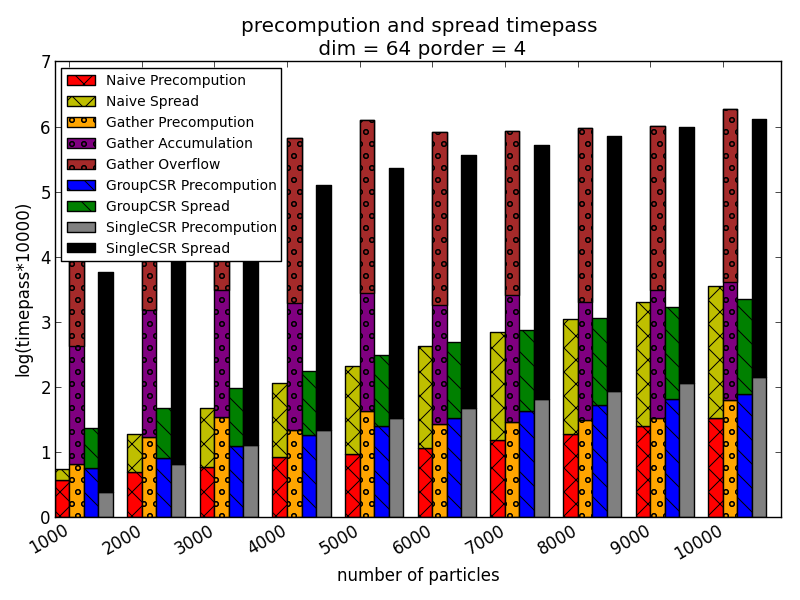 precompution and spread timepass
dim = 64 porder = 4
7
6
5
4
3
2
1
0
log(timepass*10000)
Naive Precompution
Naive Spread
Gather Precompution
Gather Accumulation
Gather Overflow
GroupCSR Precompution
GroupCSR Spread
SingleCSR Precompution
SingleCSR Spread
1000
2000
3000
4000
5000
6000
7000
8000
9000
10000
number of particles